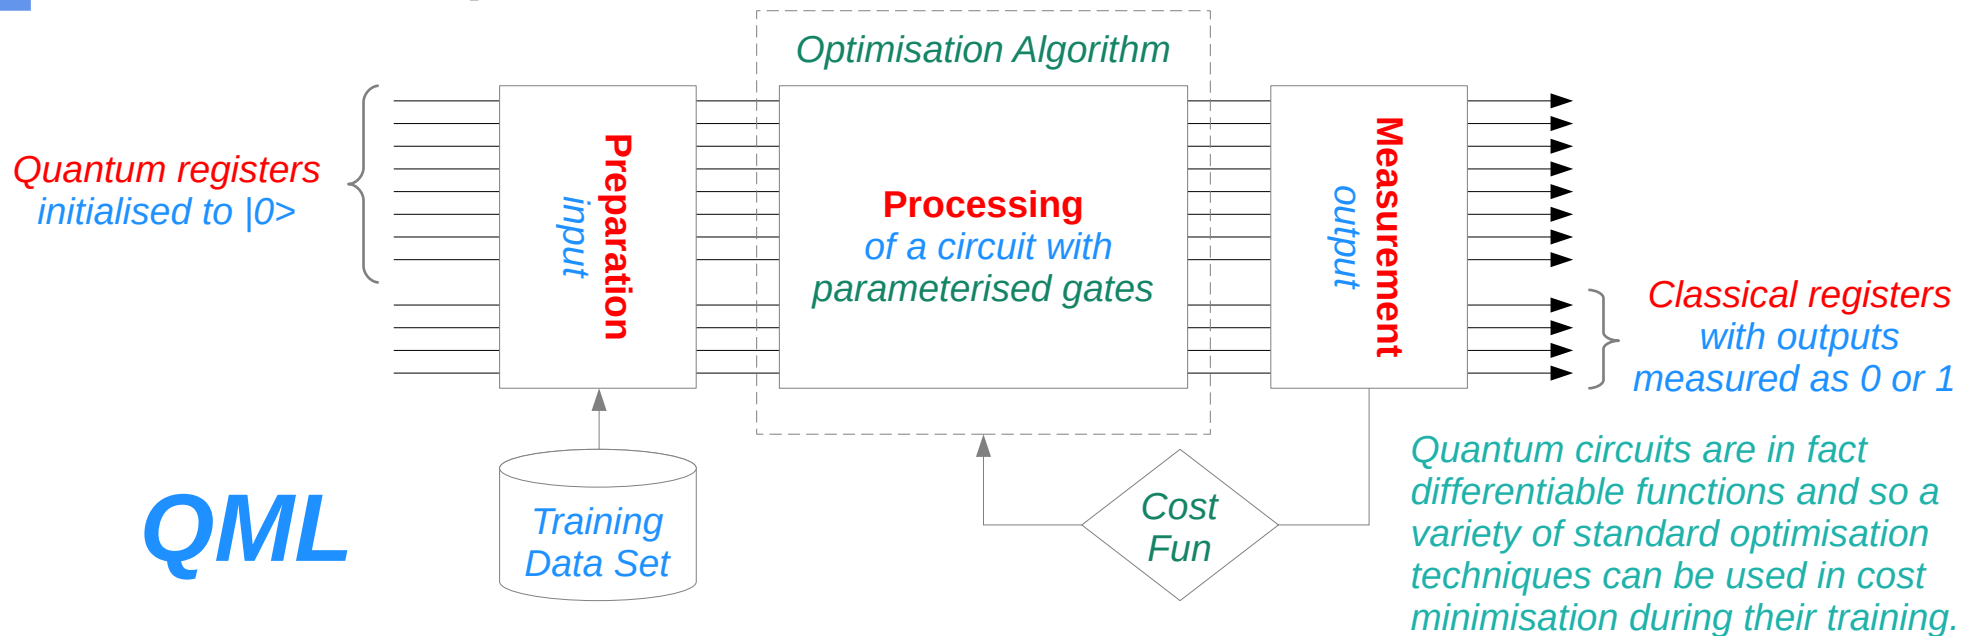 Optimisation Algorithm
Quantum registers
initialised to |0>
Preparation
input
Processing
of a circuit with
parameterised gates
Measurement
output
Classical registers
with outputs
measured as 0 or 1
QML
Training
Data Set
Cost
Fun
Quantum circuits are in fact
differentiable functions and so a
variety of standard optimisation
techniques can be used in cost
minimisation during their training.